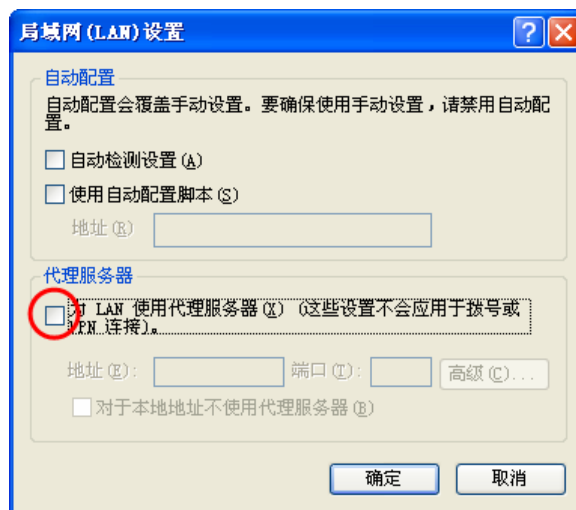 局域网(LAN)设置
自动配置
自动配置会覆盖手动设置。要确保使用手动设置，请禁用自动配
置。
自动检测设置(A)
使用自动配置脚本(S)
地址(R)
代理服务器
对 LAN 使用代理服务器(X) (这些设置不会应用于拨号或
VPN 连接)。
地址(E): 端口(T): 高级(C)...
对于本地地址不使用代理服务器(B)
确定 取消